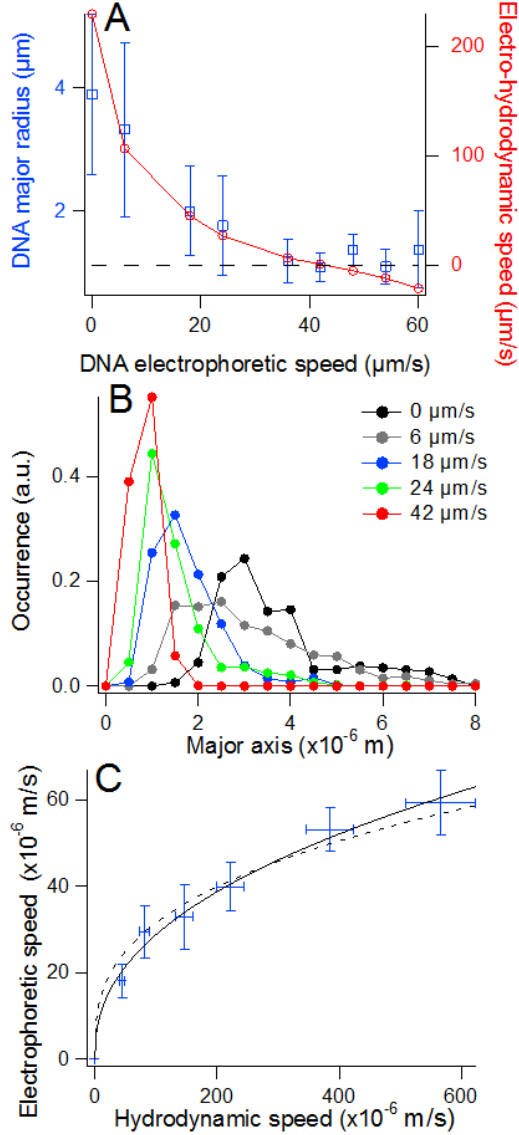 A
DNA major radius (μm)
4
2
Electro-hydrodynamic speed (μm/s)
200
100
0
0
20
40
60
DNA electrophoretic speed (μm/s)
B
Occurrence (a.u.)
0.4
0.2
0.0
0 μm/s
6 μm/s
18 μm/s
24 μm/s
42 μm/s
0
2
4
6
8
Major axis (x10⁻⁶ m)
C
Electrophoretic speed (x10⁻⁶ m/s)
60
40
20
0
0
200
400
600
Hydrodynamic speed (x10⁻⁶ m/s)